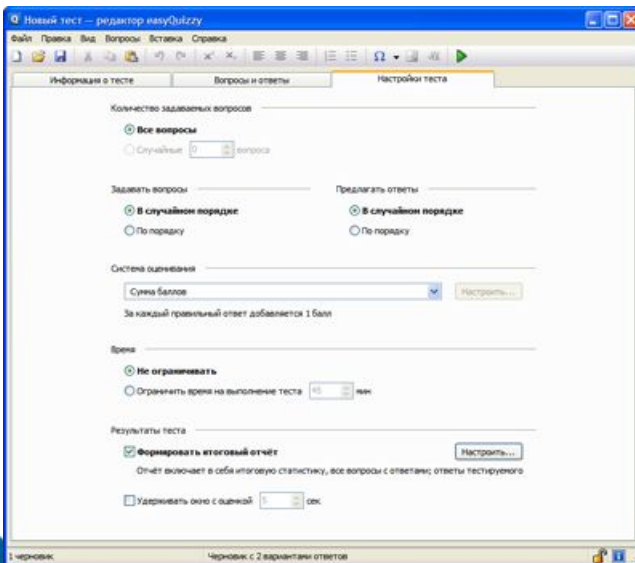 Новый тест — редактор easyQuizzy
Файл Правка Вид Вопросы Вставка Справка
Информация о тесте Вопросы и ответы Настройки теста
Количество задаваемых вопросов
Все вопросы
Случайные 0 вопроса
Задавать вопросы Предлагать ответы
В случайном порядке В случайном порядке
По порядку По порядку
Система оценивания
Сумма баллов Настроить...
За каждый правильный ответ добавляется 1 балл
Время
Не ограничивать
Ограничить время на выполнение теста 45 мин
Результаты теста
Формировать итоговый отчёт Настроить...
Отчёт включает в себя итоговую статистику, все вопросы с ответами; ответы тестируемого
Удерживать окно с оценкой 5 сек
1 черновик Черновик с 2 вариантами ответов